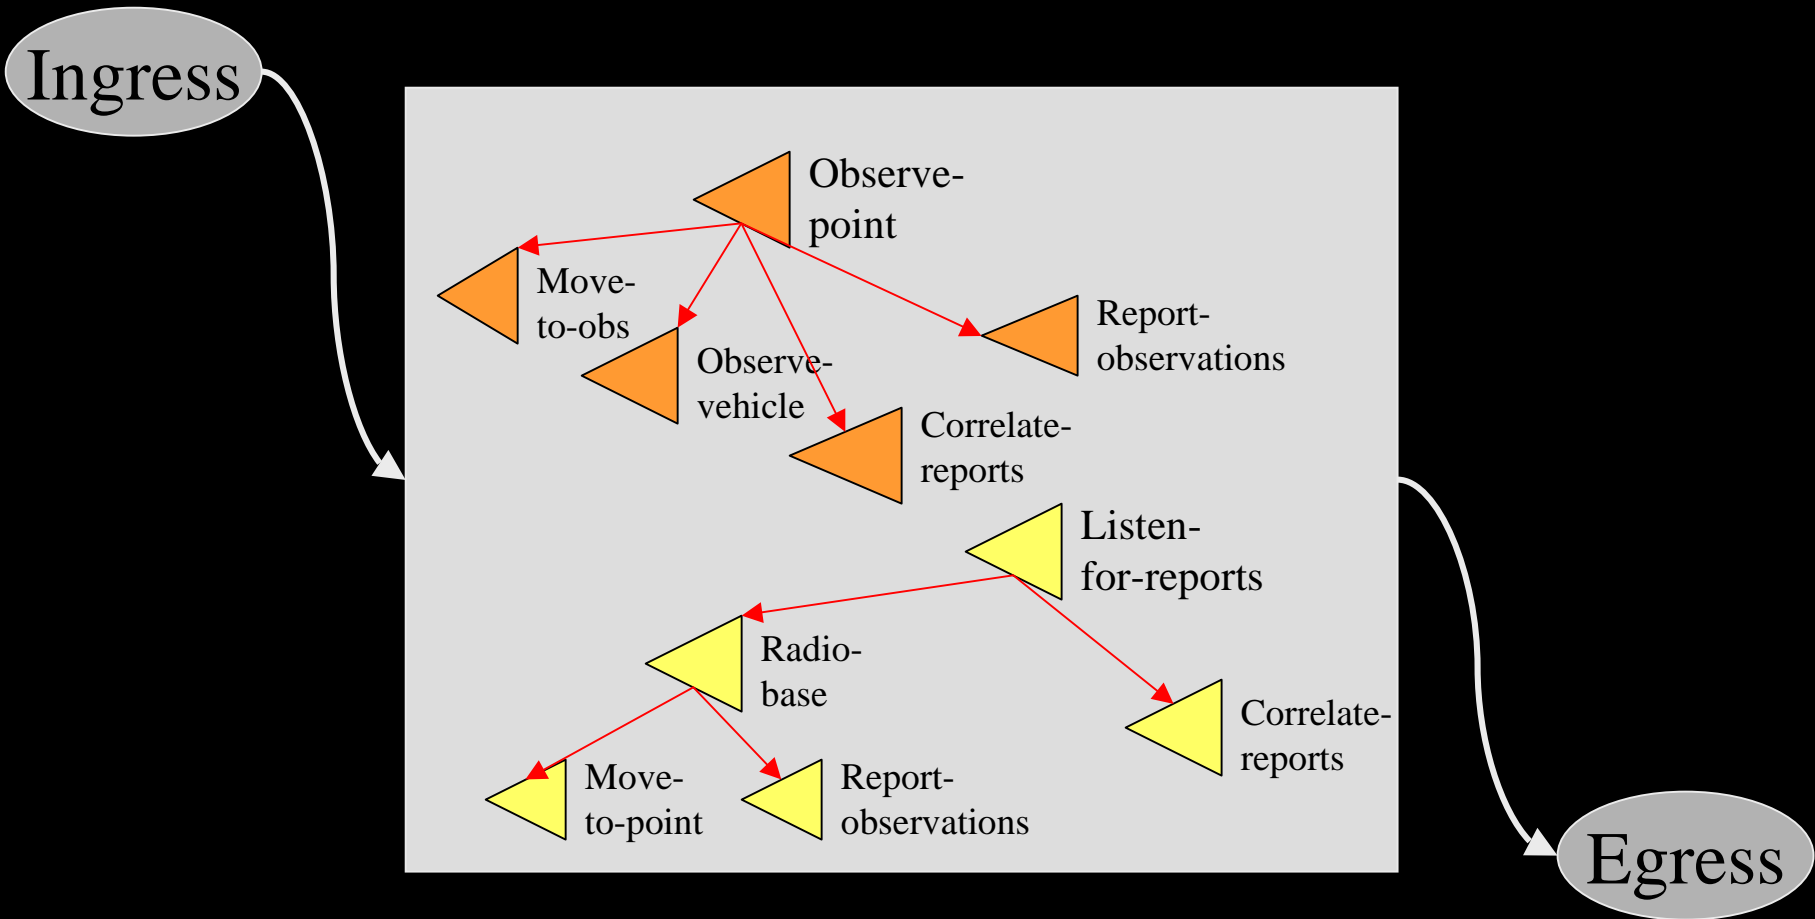 Ingress
Observe-
point
Move-
to-obs
Report-
observations
Observe-
vehicle
Correlate-
reports
Listen-
for-reports
Radio-
base
Correlate-
reports
Move-
to-point
Report-
observations
Egress